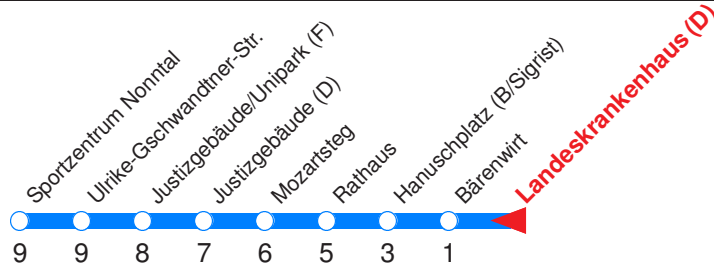 Sportzentrum Nonntal
Ulrike-Gschwandtner-Str.
Justizgebäude/Unipark (F)
Justizgebäude (D)
Mozartsteg
Rathaus
Hanuschplatz (B/Sigrist)
Bärenwirt
Landeskrankenhaus (D)
9 9 8 7 6 5 3 1